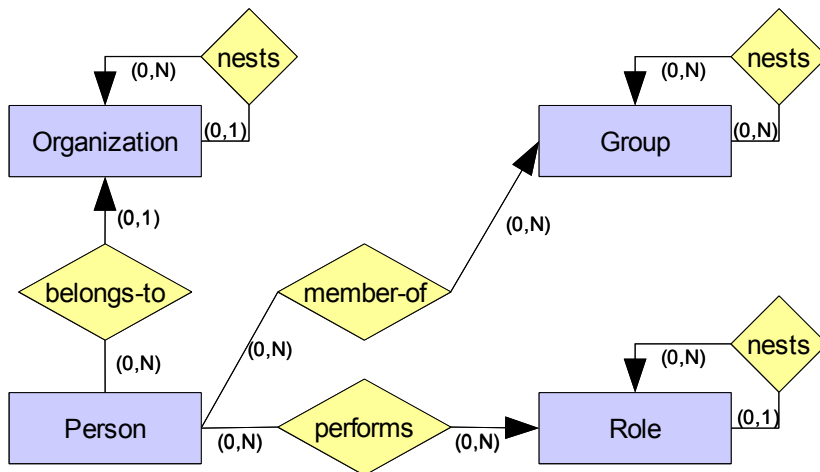 nests
(0,N)
Organization
(0,1)
nests
(0,N)
Group
(0,N)
(0,1)
belongs-to
(0,N)
member-of
(0,N)
(0,N)
nests
(0,N)
Person
(0,N)
performs
(0,N)
Role
(0,1)